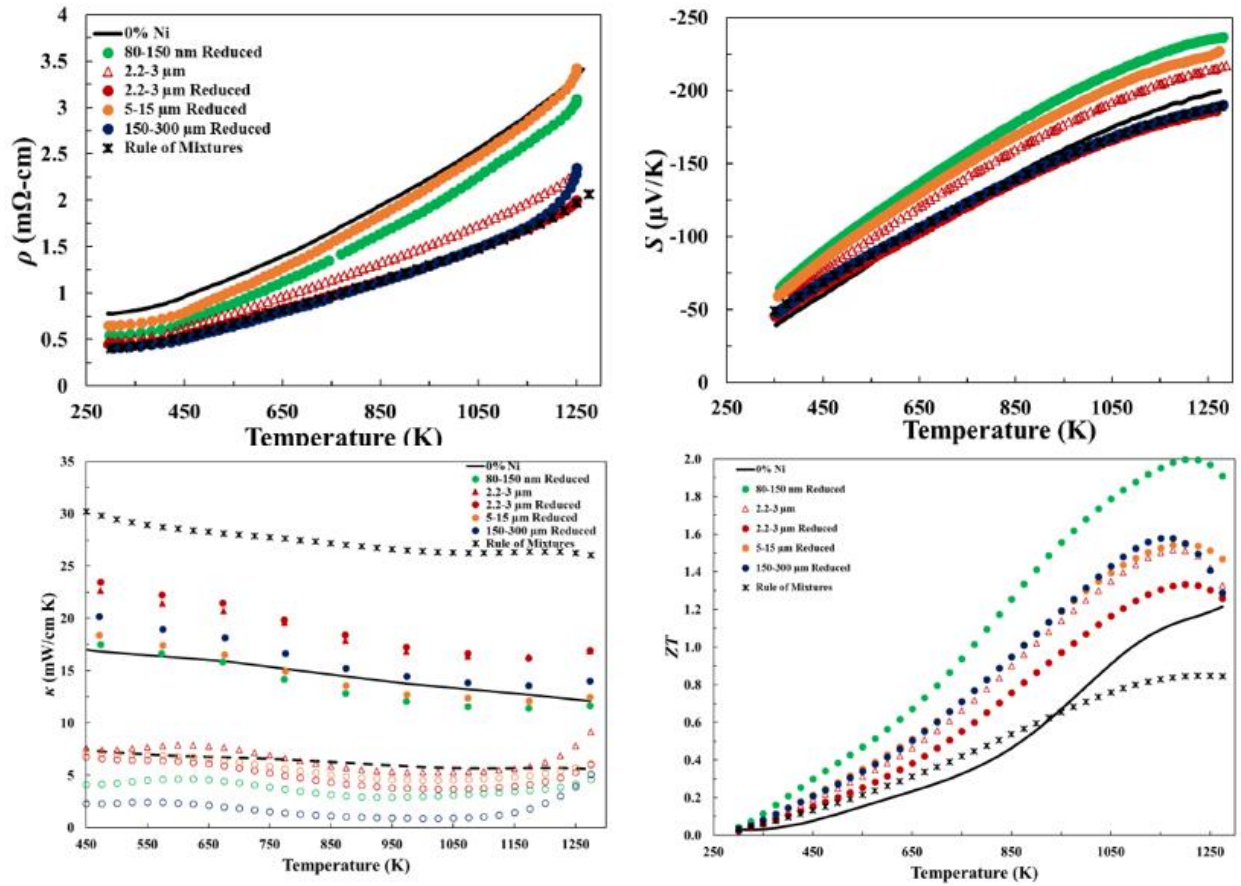 4
3.5
3
2.5
2
1.5
1
0.5
0
ρ (mΩ-cm)
0% Ni
80-150 nm Reduced
2.2-3 µm
2.2-3 µm Reduced
5-15 µm Reduced
150-300 µm Reduced
Rule of Mixtures
250 450 650 850 1050 1250
Temperature (K)
-250
-200
-150
-100
-50
0
S (µV/K)
250 450 650 850 1050 1250
Temperature (K)
35
30
25
20
15
10
5
0
κ (mW/cm K)
0% Ni
80-150 nm Reduced
2.2-3 µm
2.2-3 µm Reduced
5-15 µm Reduced
150-300 µm Reduced
Rule of Mixtures
450 550 650 750 850 950 1050 1150 1250
Temperature (K)
2.0
1.8
1.6
1.4
1.2
1.0
0.8
0.6
0.4
0.2
0.0
ZT
0% Ni
80-150 nm Reduced
2.2-3 µm
2.2-3 µm Reduced
5-15 µm Reduced
150-300 µm Reduced
Rule of Mixtures
250 450 650 850 1050 1250
Temperature (K)